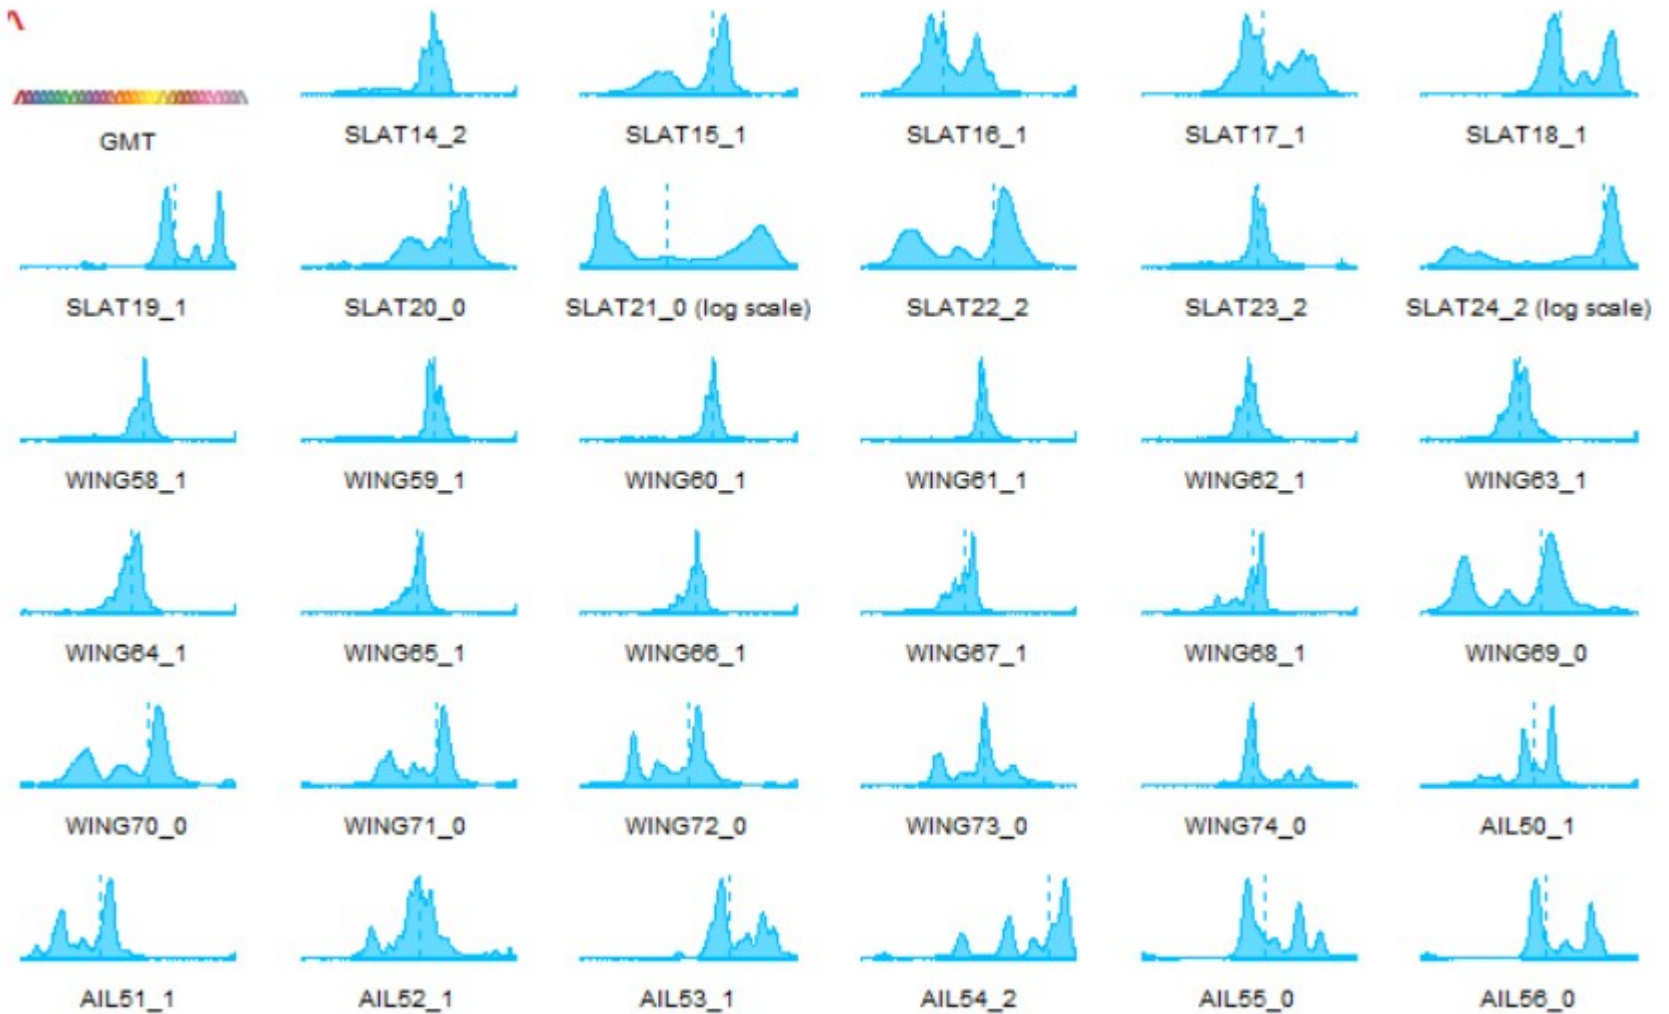 GMT SLAT14_2 SLAT15_1 SLAT16_1 SLAT17_1 SLAT18_1
SLAT19_1 SLAT20_0 SLAT21_0 (log scale) SLAT22_2 SLAT23_2 SLAT24_2 (log scale)
WING58_1 WING59_1 WING60_1 WING61_1 WING62_1 WING63_1
WING64_1 WING65_1 WING66_1 WING67_1 WING68_1 WING69_0
WING70_0 WING71_0 WING72_0 WING73_0 WING74_0 AIL50_1
AIL51_1 AIL52_1 AIL53_1 AIL54_2 AIL55_0 AIL56_0